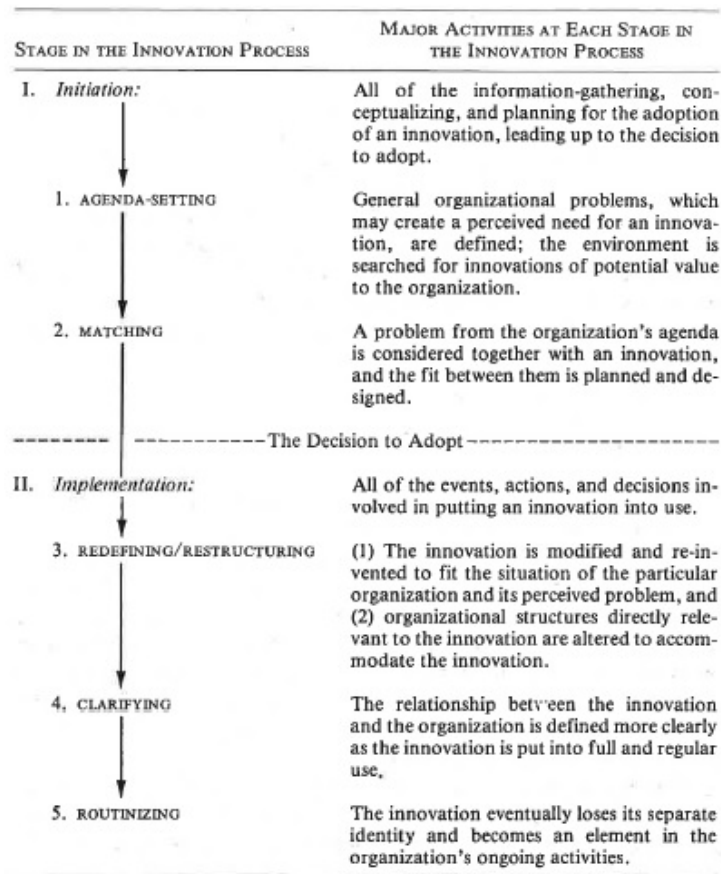 STAGE IN THE INNOVATION PROCESS
MAJOR ACTIVITIES AT EACH STAGE IN
THE INNOVATION PROCESS
I. Initiation:
All of the information-gathering, con-
ceptualizing, and planning for the adoption
of an innovation, leading up to the decision
to adopt.
1. AGENDA-SETTING
General organizational problems, which
may create a perceived need for an innova-
tion, are defined; the environment is
searched for innovations of potential value
to the organization.
2. MATCHING
A problem from the organization's agenda
is considered together with an innovation,
and the fit between them is planned and de-
signed.
The Decision to Adopt
II. Implementation:
All of the events, actions, and decisions in-
volved in putting an innovation into use.
3. REDEFINING/RESTRUCTURING
(1) The innovation is modified and re-in-
vented to fit the situation of the particular
organization and its perceived problem, and
(2) organizational structures directly rele-
vant to the innovation are altered to accom-
modate the innovation.
4. CLARIFYING
The relationship between the innovation
and the organization is defined more clearly
as the innovation is put into full and regular
use.
5. ROUTINIZING
The innovation eventually loses its separate
identity and becomes an element in the
organization's ongoing activities.